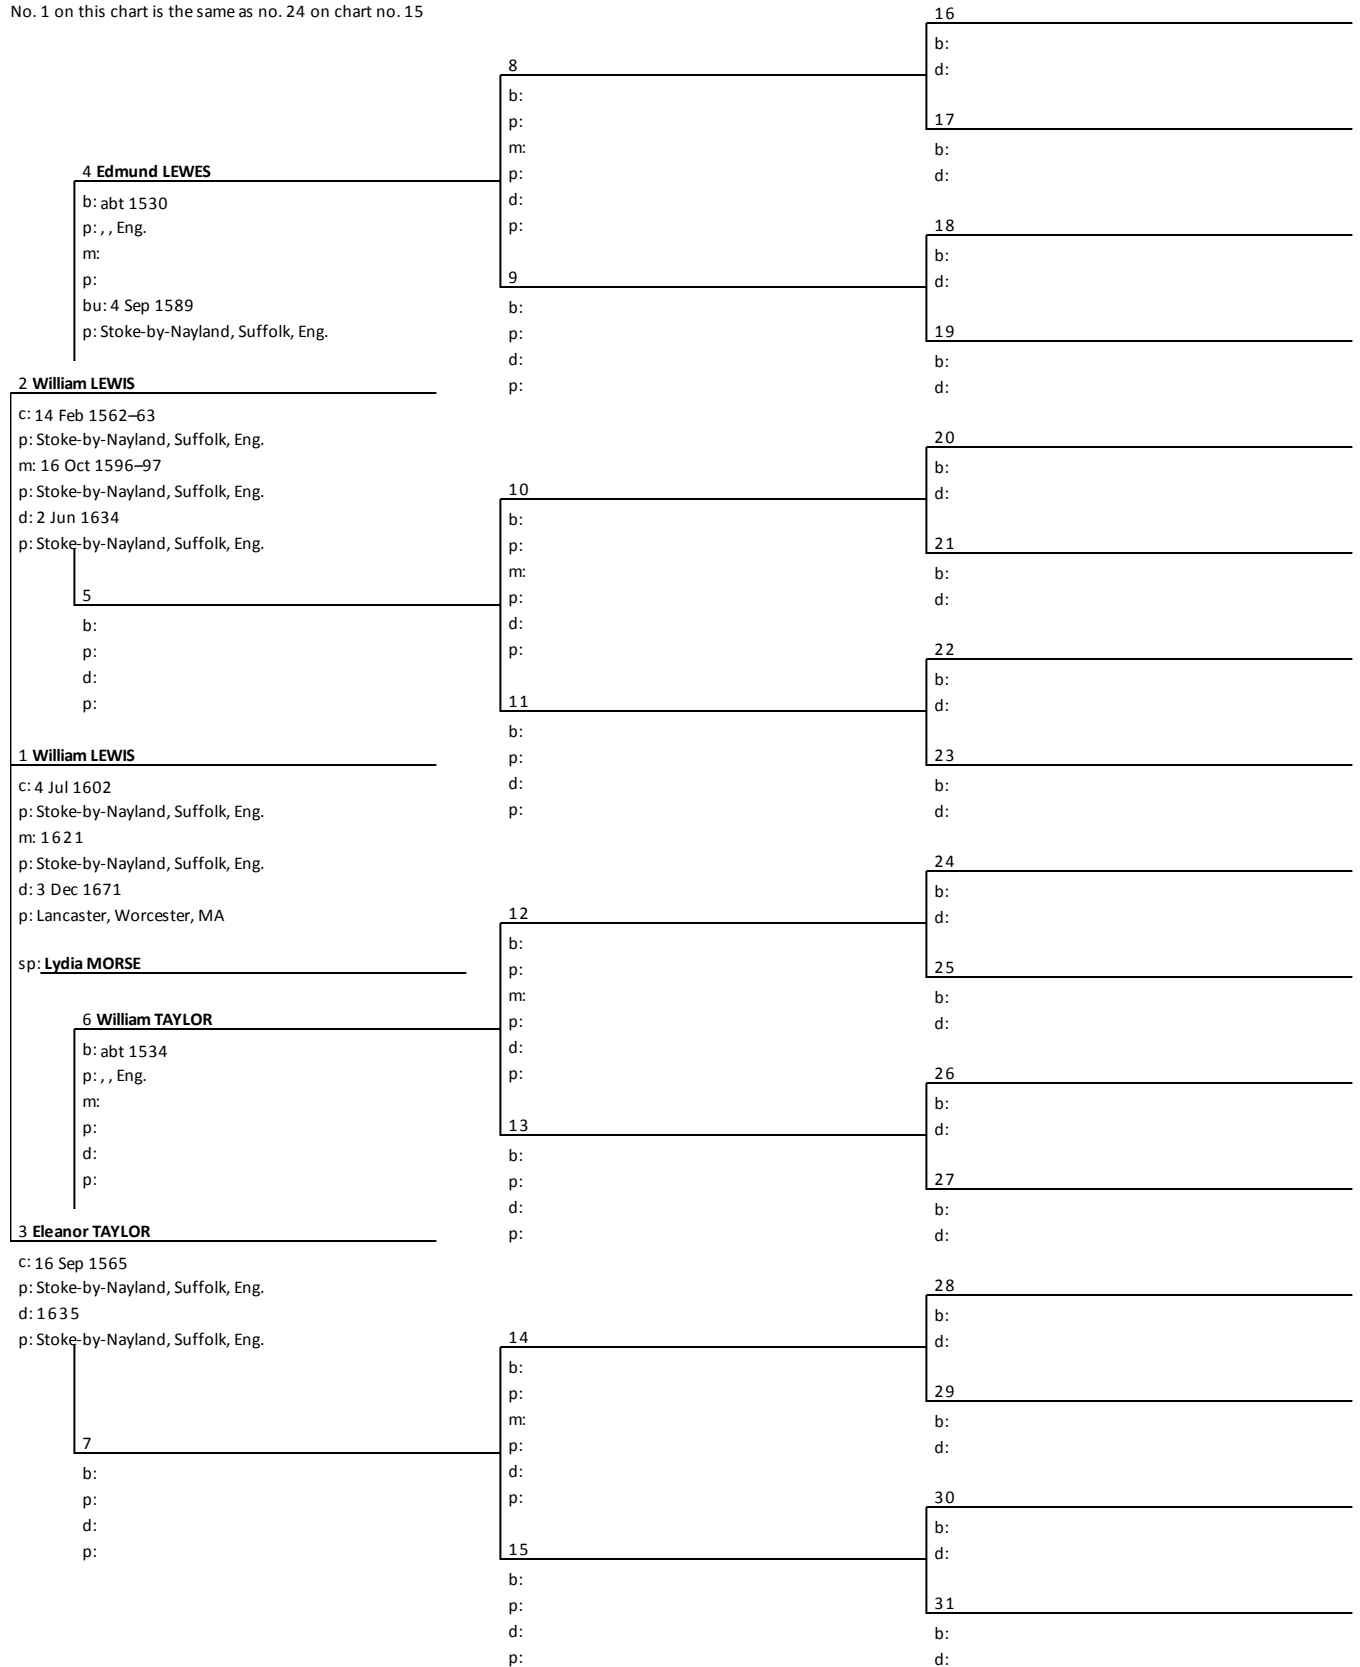 No. 1 on this chart is the same as no. 24 on chart no. 15
16
b:
d:
8
b:
p:
m:
p:
d:
p:
17
b:
d:
4 Edmund LEWES
b: abt 1530
p: , , Eng.
m:
p:
bu: 4 Sep 1589
p: Stoke-by-Nayland, Suffolk, Eng.
18
b:
d:
9
b:
p:
d:
p:
19
b:
d:
2 William LEWIS
c: 14 Feb 1562–63
p: Stoke-by-Nayland, Suffolk, Eng.
m: 16 Oct 1596–97
p: Stoke-by-Nayland, Suffolk, Eng.
d: 2 Jun 1634
p: Stoke-by-Nayland, Suffolk, Eng.
20
b:
d:
10
b:
p:
m:
p:
d:
p:
21
b:
d:
5
b:
p:
d:
p:
22
b:
d:
11
b:
p:
d:
p:
23
b:
d:
1 William LEWIS
c: 4 Jul 1602
p: Stoke-by-Nayland, Suffolk, Eng.
m: 1621
p: Stoke-by-Nayland, Suffolk, Eng.
d: 3 Dec 1671
p: Lancaster, Worcester, MA
sp: Lydia MORSE
24
b:
d:
12
b:
p:
m:
p:
d:
p:
25
b:
d:
6 William TAYLOR
b: abt 1534
p: , , Eng.
m:
p:
d:
p:
26
b:
d:
13
b:
p:
d:
p:
27
b:
d:
3 Eleanor TAYLOR
c: 16 Sep 1565
p: Stoke-by-Nayland, Suffolk, Eng.
d: 1635
p: Stoke-by-Nayland, Suffolk, Eng.
28
b:
d:
14
b:
p:
m:
p:
d:
p:
29
b:
d:
7
b:
p:
d:
p:
30
b:
d:
15
b:
p:
d:
p:
31
b:
d: